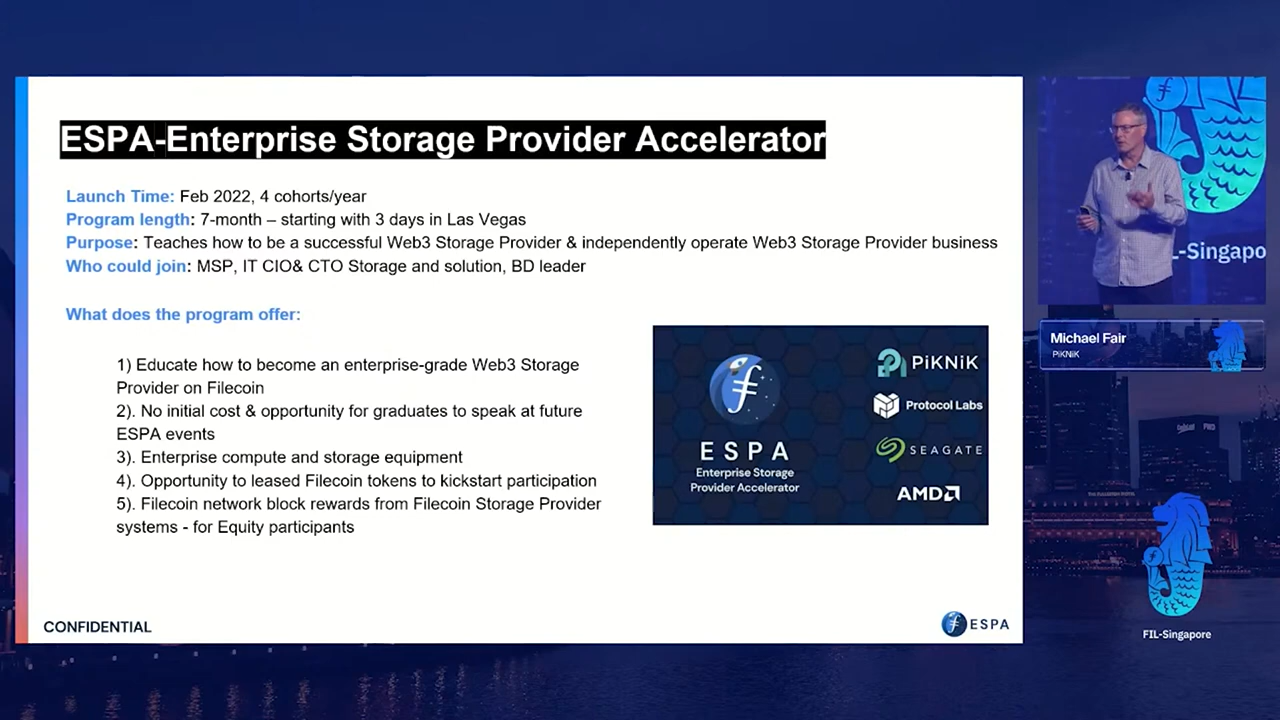 ESPA-Enterprise Storage Provider Accelerator
Launch Time: Feb 2022, 4 cohorts/year
Program length: 7-month – starting with 3 days in Las Vegas
Purpose: Teaches how to be a successful Web3 Storage Provider & independently operate Web3 Storage Provider business
Who could join: MSP, IT CIO& CTO Storage and solution, BD leader
What does the program offer:
1) Educate how to become an enterprise-grade Web3 Storage
Provider on Filecoin
2). No initial cost & opportunity for graduates to speak at future
ESPA events
3). Enterprise compute and storage equipment
4). Opportunity to leased Filecoin tokens to kickstart participation
5). Filecoin network block rewards from Filecoin Storage Provider
systems - for Equity participants
ESPA
Enterprise Storage
Provider Accelerator
PiKNiK
Protocol Labs
SEAGATE
AMD
CONFIDENTIAL
ESPA
L-Singapo
Michael Fair
PiKNiK
FIL-Singapore